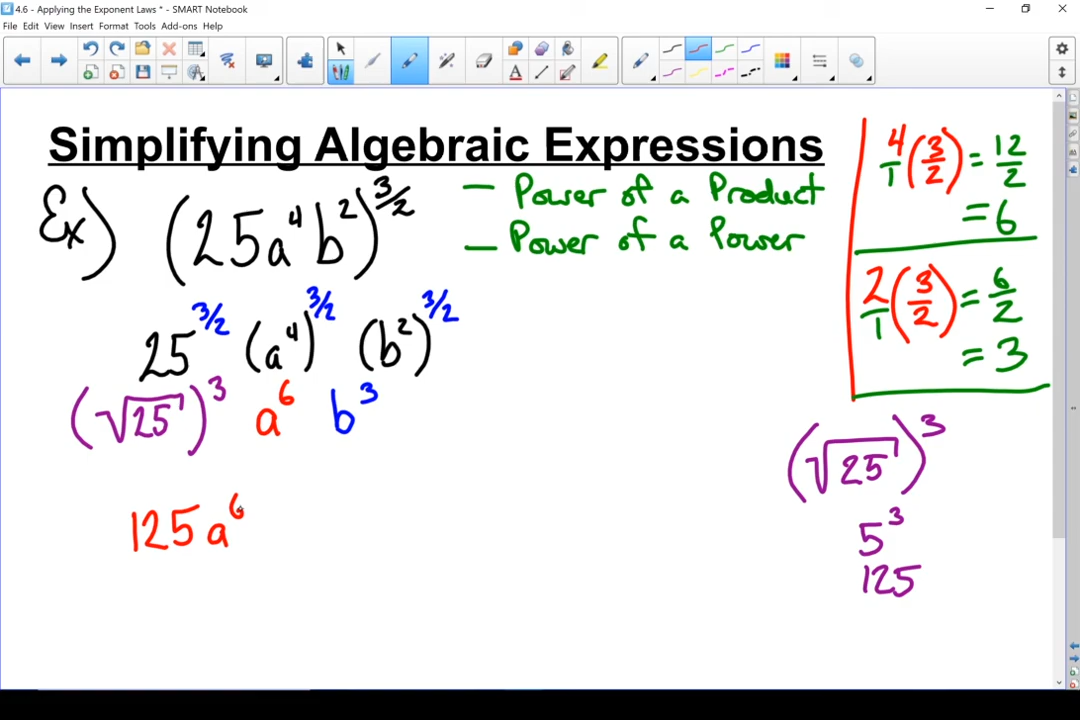 4.6 - Applying the Exponent Laws * - SMART Notebook
File Edit View Insert Format Tools Add-ons Help
Simplifying Algebraic Expressions
Ex) (25a⁴b²)^(3/2)
— Power of a Product
— Power of a Power
25^(3/2) (a⁴)^(3/2) (b²)^(3/2)
(√25)³ a⁶ b³
125a⁶
4/1 (3/2) = 12/2
= 6
2/1 (3/2) = 6/2
= 3
(√25)³
5³
125